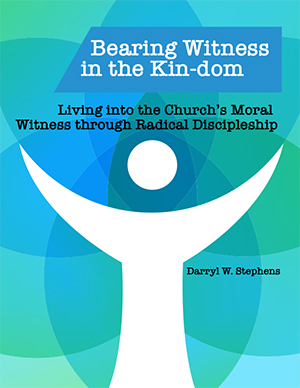 Bearing Witness
in the Kin-dom
Living into the Church's Moral
Witness through Radical Discipleship
Darryl W. Stephens